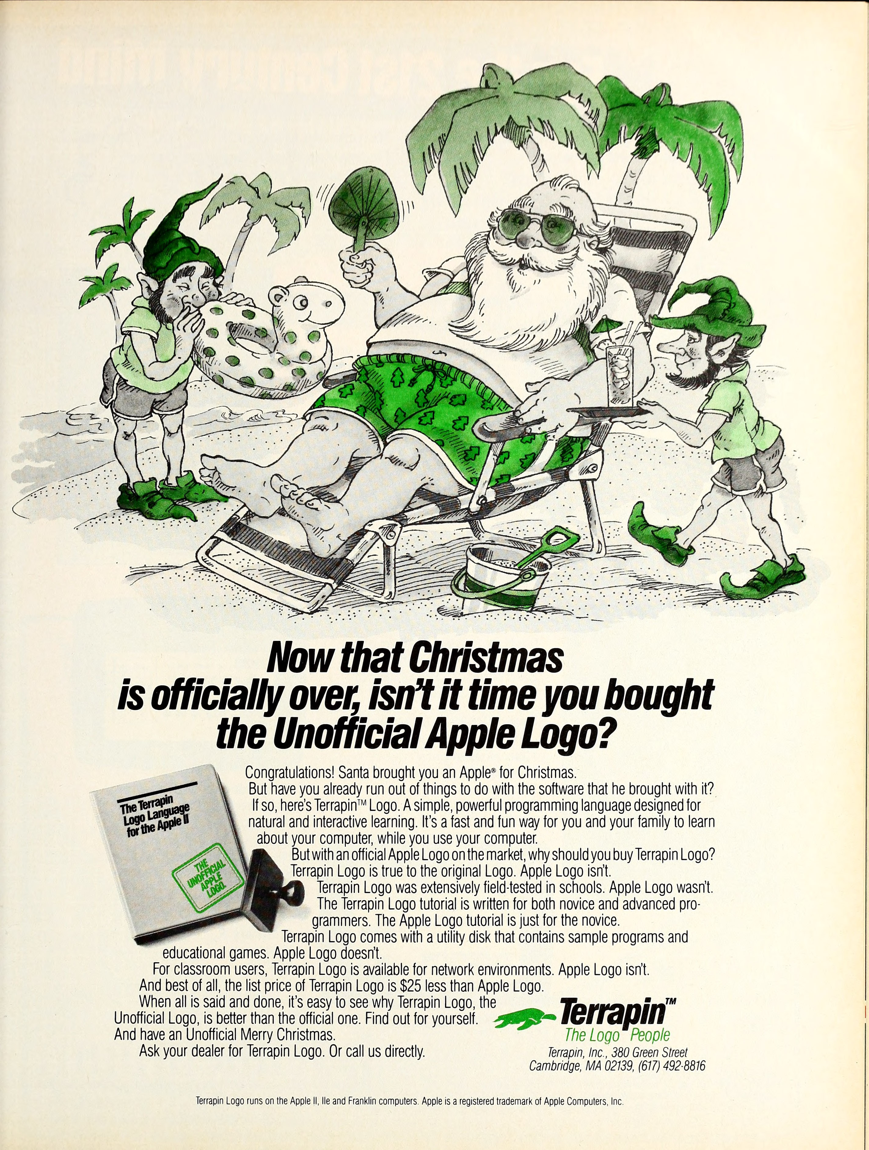 Now that Christmas
is officially over, isn't it time you bought
the Unofficial Apple Logo?
Congratulations! Santa brought you an Apple® for Christmas.
But have you already run out of things to do with the software that he brought with it?
If so, here's Terrapin™ Logo. A simple, powerful programming language designed for
natural and interactive learning. It's a fast and fun way for you and your family to learn
about your computer, while you use your computer.
But with an official Apple Logo on the market, why should you buy Terrapin Logo?
Terrapin Logo is true to the original Logo. Apple Logo isn't.
Terrapin Logo was extensively field-tested in schools. Apple Logo wasn't.
The Terrapin Logo tutorial is written for both novice and advanced pro-
grammers. The Apple Logo tutorial is just for the novice.
Terrapin Logo comes with a utility disk that contains sample programs and
educational games. Apple Logo doesn't.
For classroom users, Terrapin Logo is available for network environments. Apple Logo isn't.
And best of all, the list price of Terrapin Logo is $25 less than Apple Logo.
When all is said and done, it's easy to see why Terrapin Logo, the
Unofficial Logo, is better than the official one. Find out for yourself.
And have an Unofficial Merry Christmas.
Ask your dealer for Terrapin Logo. Or call us directly.
The Terrapin
Logo Language
for the Apple II
THE
UNOFFICIAL
APPLE
LOGO.
Terrapin™
The Logo People
Terrapin, Inc., 380 Green Street
Cambridge, MA 02139, (617) 492-8816
Terrapin Logo runs on the Apple II, IIe and Franklin computers. Apple is a registered trademark of Apple Computers, Inc.